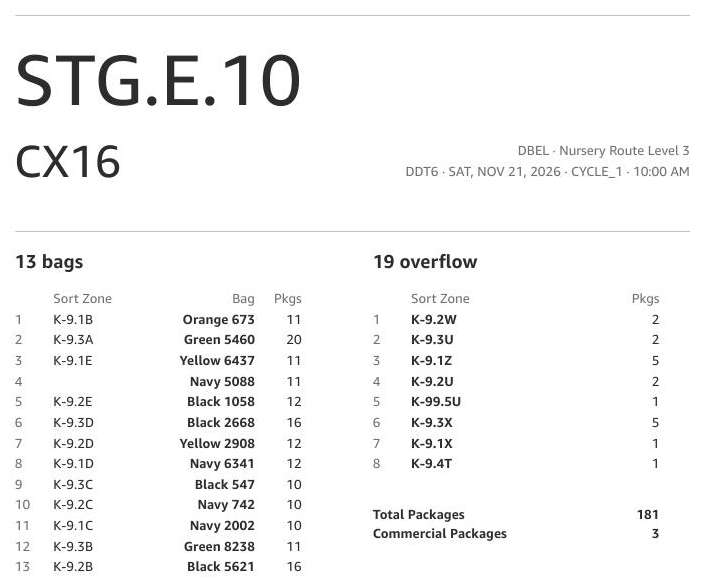 STG.E.10
CX16
DBEL · Nursery Route Level 3
DDT6 · SAT, NOV 21, 2026 · CYCLE_1 · 10:00 AM
13 bags
Sort Zone Bag Pkgs
1 K-9.1B Orange 673 11
2 K-9.3A Green 5460 20
3 K-9.1E Yellow 6437 11
4 Navy 5088 11
5 K-9.2E Black 1058 12
6 K-9.3D Black 2668 16
7 K-9.2D Yellow 2908 12
8 K-9.1D Navy 6341 12
9 K-9.3C Black 547 10
10 K-9.2C Navy 742 10
11 K-9.1C Navy 2002 10
12 K-9.3B Green 8238 11
13 K-9.2B Black 5621 16
19 overflow
Sort Zone Pkgs
1 K-9.2W 2
2 K-9.3U 2
3 K-9.1Z 5
4 K-9.2U 2
5 K-99.5U 1
6 K-9.3X 5
7 K-9.1X 1
8 K-9.4T 1
Total Packages 181
Commercial Packages 3